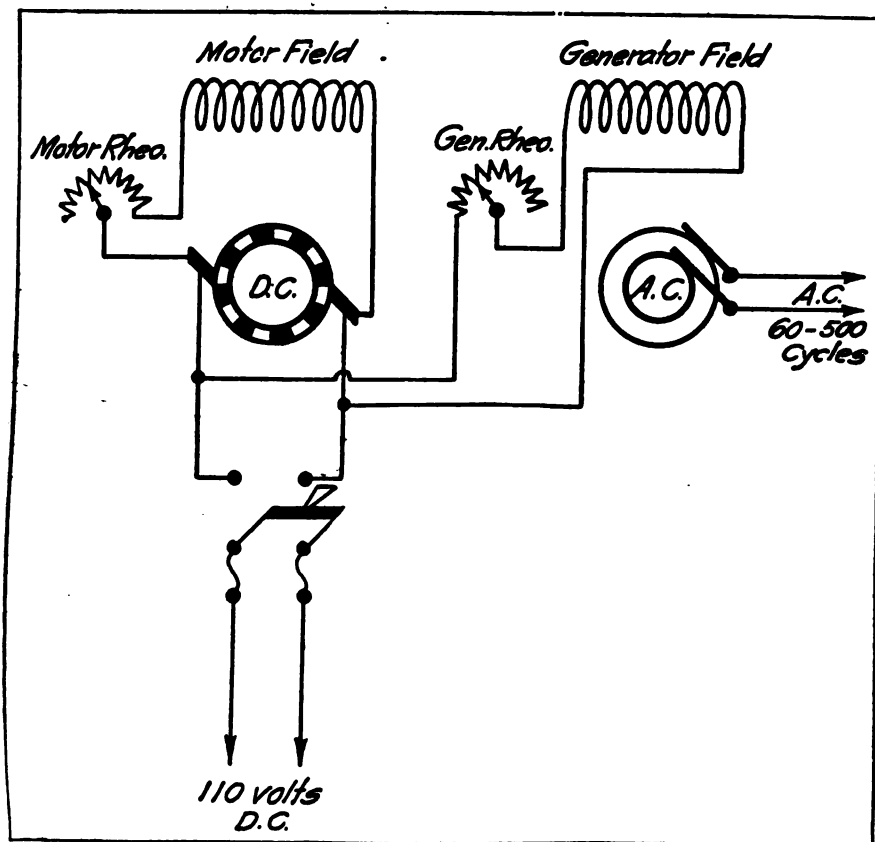 Motor Field
Generator Field
Motor Rheo.
Gen. Rheo.
D.C.
A.C.
A.C.
60-500
Cycles
110 volts
D.C.